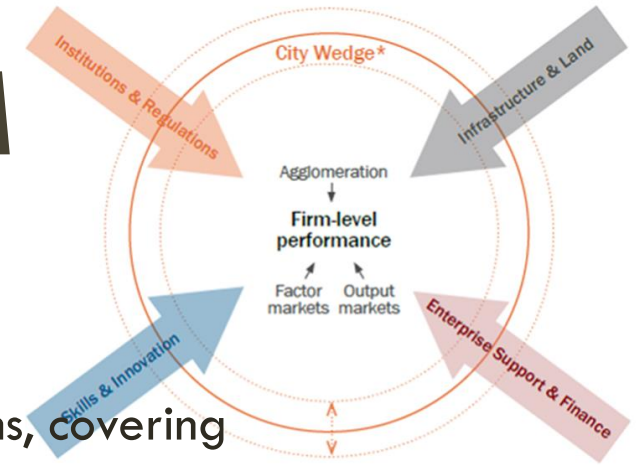 City Wedge*
Institutions & Regulations
Infrastructure & Land
Agglomeration
Firm-level
performance
Factor
markets
Output
markets
Skills & Innovation
Enterprise Support & Finance
covering